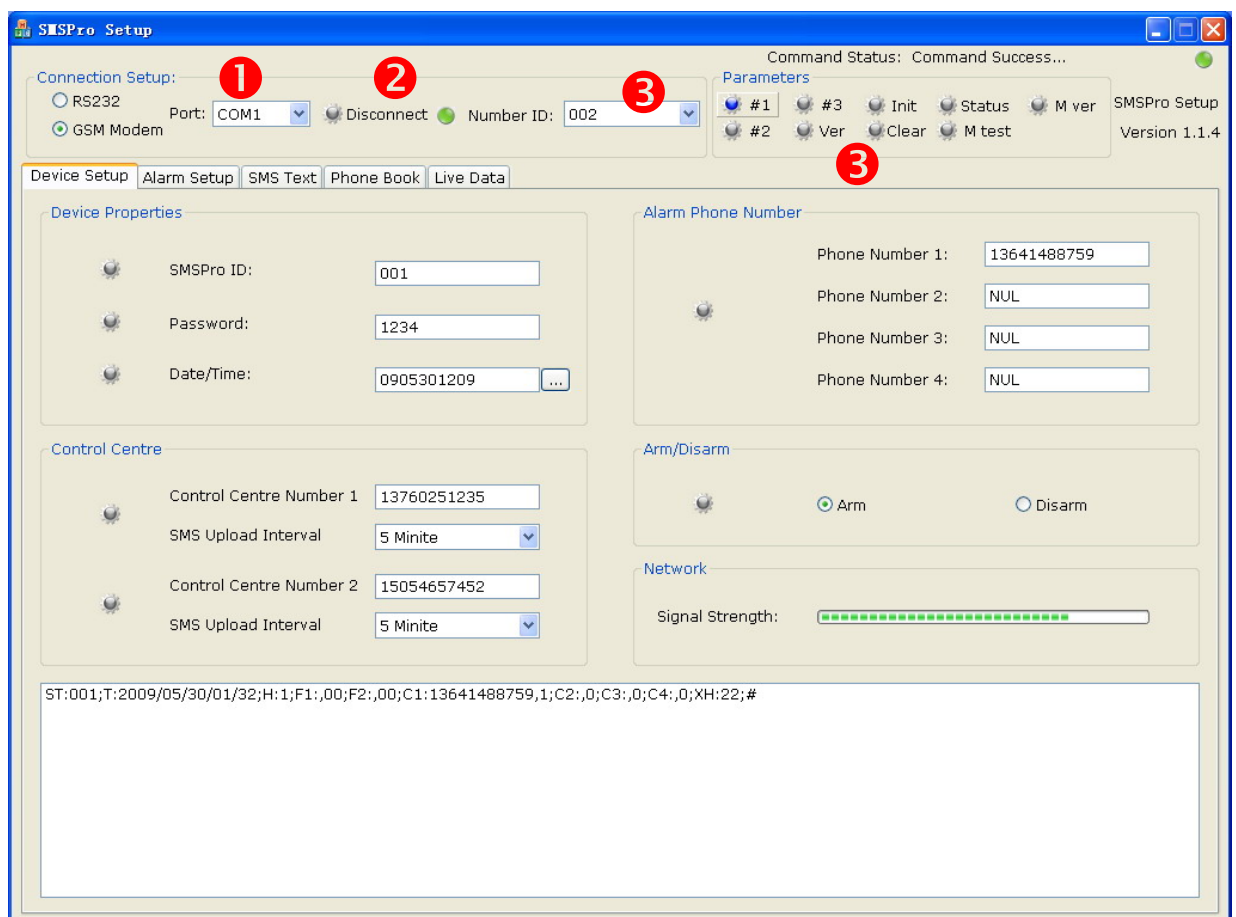 SMSPro Setup
Command Status: Command Success...
Connection Setup:
1
2
3
Parameters
RS232
GSM Modem
Port: COM1
Disconnect
Number ID: 002
#1 #3 Init Status M ver
#2 Ver Clear M test
SMSPro Setup
Version 1.1.4
3
Device Setup Alarm Setup SMS Text Phone Book Live Data
Device Properties
SMSPro ID: 001
Password: 1234
Date/Time: 0905301209 ...
Alarm Phone Number
Phone Number 1: 13641488759
Phone Number 2: NUL
Phone Number 3: NUL
Phone Number 4: NUL
Control Centre
Control Centre Number 1 13760251235
SMS Upload Interval 5 Minite
Control Centre Number 2 15054657452
SMS Upload Interval 5 Minite
Arm/Disarm
Arm Disarm
Network
Signal Strength:
ST:001;T:2009/05/30/01/32;H:1;F1:,00;F2:,00;C1:13641488759,1;C2:,0;C3:,0;C4:,0;XH:22;#